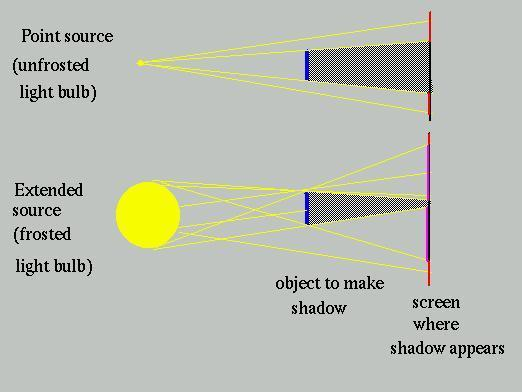 Point source
(unfrosted
light bulb)
Extended
source
(frosted
light bulb)
object to make
shadow
screen
where
shadow appears